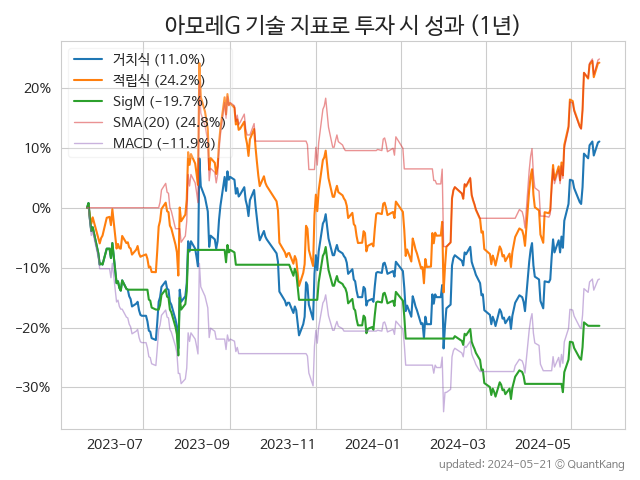 아모레G 기술 지표로 투자 시 성과 (1년)
거치식 (11.0%)
적립식 (24.2%)
SigM (−19.7%)
SMA(20) (24.8%)
MACD (−11.9%)
20%
10%
0%
−10%
−20%
−30%
2023−07 2023−09 2023−11 2024−01 2024−03 2024−05
updated: 2024-05-21 © QuantKang